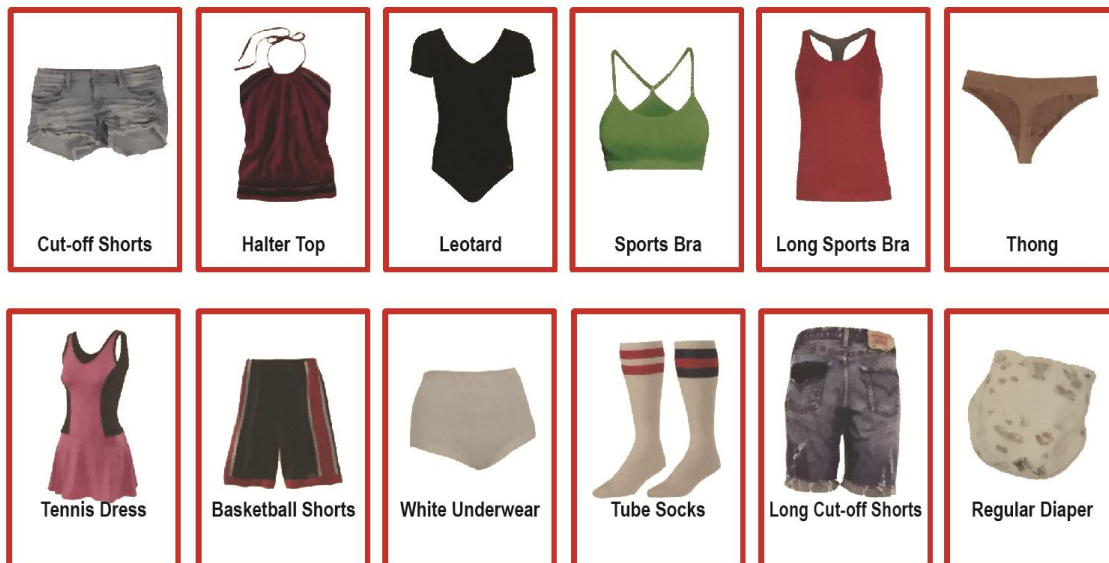 Cut-off Shorts
Halter Top
Leotard
Sports Bra
Long Sports Bra
Thong
Tennis Dress
Basketball Shorts
White Underwear
Tube Socks
Long Cut-off Shorts
Regular Diaper